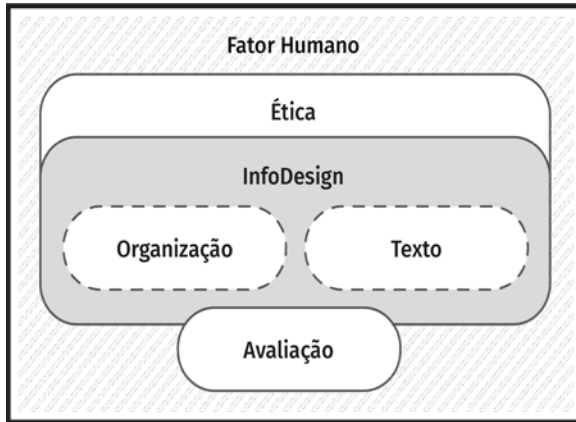 Fator Humano
Ética
InfoDesign
Organização
Texto
Avaliação